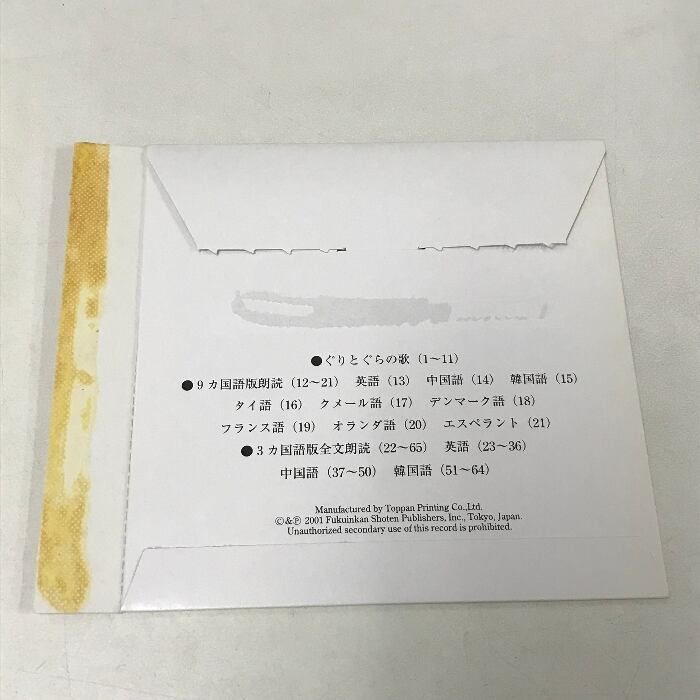 ●ぐりとぐらの歌（1〜11）
●9カ国語版朗読（12〜21） 英語（13） 中国語（14） 韓国語（15）
タイ語（16） クメール語（17） デンマーク語（18）
フランス語（19） オランダ語（20） エスペラント（21）
●3カ国語版全文朗読（22〜65） 英語（23〜36）
中国語（37〜50） 韓国語（51〜64）
Manufactured by Toppan Printing Co.,Ltd.
©&℗ 2001 Fukuinkan Shoten Publishers, Inc., Tokyo, Japan.
Unauthorized secondary use of this record is prohibited.